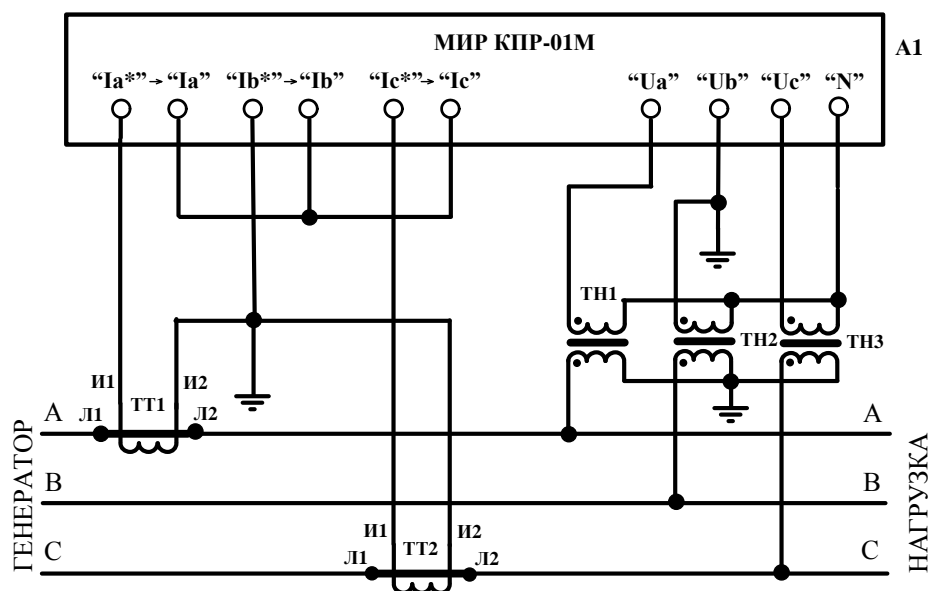 МИР КПР-01М
А1
“Ia*”→“Ia” “Ib*”→“Ib” “Ic*”→“Ic” “Ua” “Ub” “Uc” “N”
ТН1
ТН2
ТН3
И1
И2
ТТ1
Л1
Л2
A
A
B
B
И1
И2
ТТ2
Л1
Л2
C
C
ГЕНЕРАТОР
НАГРУЗКА